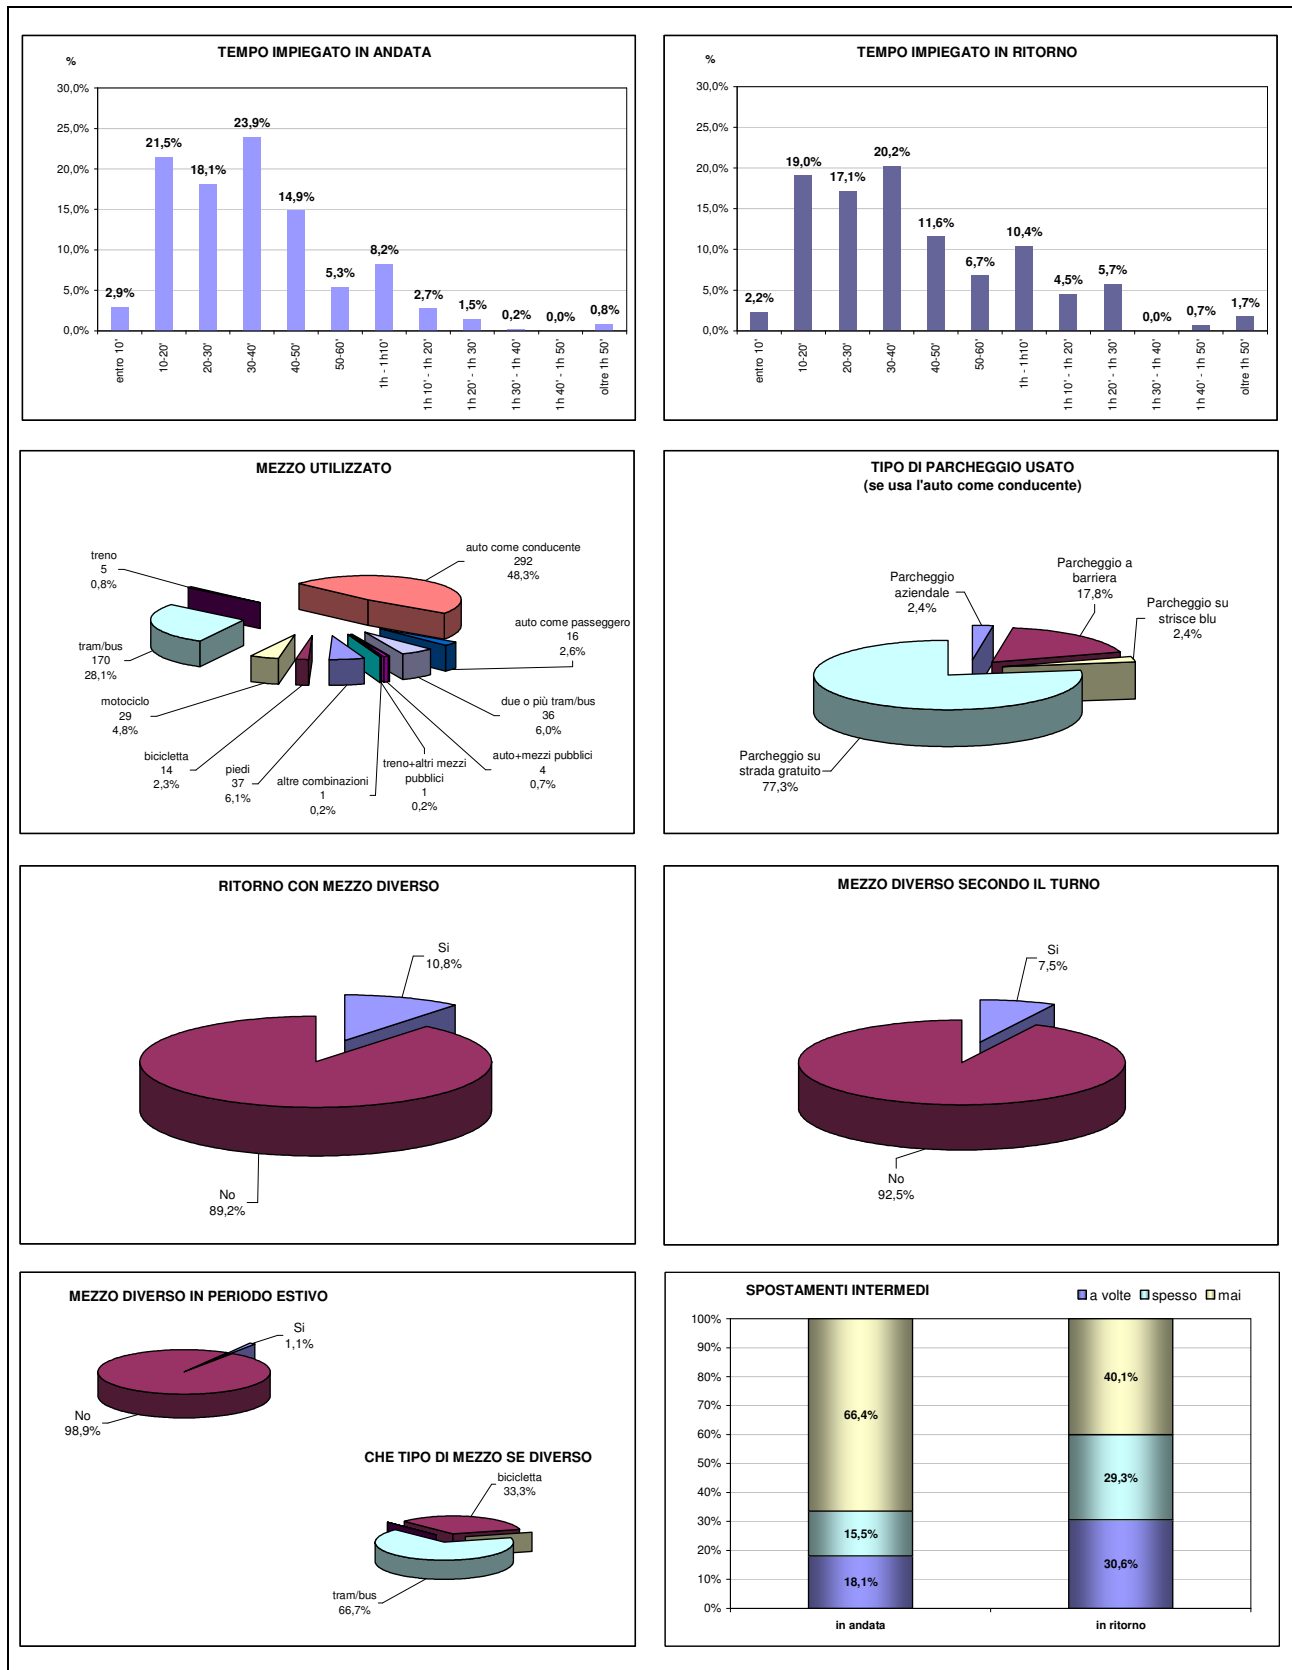 TEMPO IMPIEGATO IN ANDATA
%
30,0%
25,0%
20,0%
15,0%
10,0%
5,0%
0,0%
2,9%
21,5%
18,1%
23,9%
14,9%
5,3%
8,2%
2,7%
1,5%
0,2%
0,0%
0,8%
entro 10'
10-20'
20-30'
30-40'
40-50'
50-60'
1h - 1h10'
1h 10' - 1h 20'
1h 20' - 1h 30'
1h 30' - 1h 40'
1h 40' - 1h 50'
oltre 1h 50'
TEMPO IMPIEGATO IN RITORNO
%
30,0%
25,0%
20,0%
15,0%
10,0%
5,0%
0,0%
2,2%
19,0%
17,1%
20,2%
11,6%
6,7%
10,4%
4,5%
5,7%
0,0%
0,7%
1,7%
entro 10'
10-20'
20-30'
30-40'
40-50'
50-60'
1h - 1h10'
1h 10' - 1h 20'
1h 20' - 1h 30'
1h 30' - 1h 40'
1h 40' - 1h 50'
oltre 1h 50'
MEZZO UTILIZZATO
treno
5
0,8%
auto come conducente
292
48,3%
auto come passeggero
16
2,6%
tram/bus
170
28,1%
motociclo
29
4,8%
due o più tram/bus
36
6,0%
bicicletta
14
2,3%
piedi
37
6,1%
altre combinazioni
1
0,2%
treno+altri mezzi
pubblici
1
0,2%
auto+mezzi pubblici
4
0,7%
TIPO DI PARCHEGGIO USATO
(se usa l'auto come conducente)
Parcheggio
aziendale
2,4%
Parcheggio a
barriera
17,8%
Parcheggio su
strisce blu
2,4%
Parcheggio su
strada gratuito
77,3%
RITORNO CON MEZZO DIVERSO
Si
10,8%
No
89,2%
MEZZO DIVERSO SECONDO IL TURNO
Si
7,5%
No
92,5%
MEZZO DIVERSO IN PERIODO ESTIVO
Si
1,1%
No
98,9%
CHE TIPO DI MEZZO SE DIVERSO
bicicletta
33,3%
tram/bus
66,7%
SPOSTAMENTI INTERMEDI
a volte spesso mai
100%
90%
80%
70%
60%
50%
40%
30%
20%
10%
0%
66,4%
15,5%
18,1%
40,1%
29,3%
30,6%
in andata
in ritorno